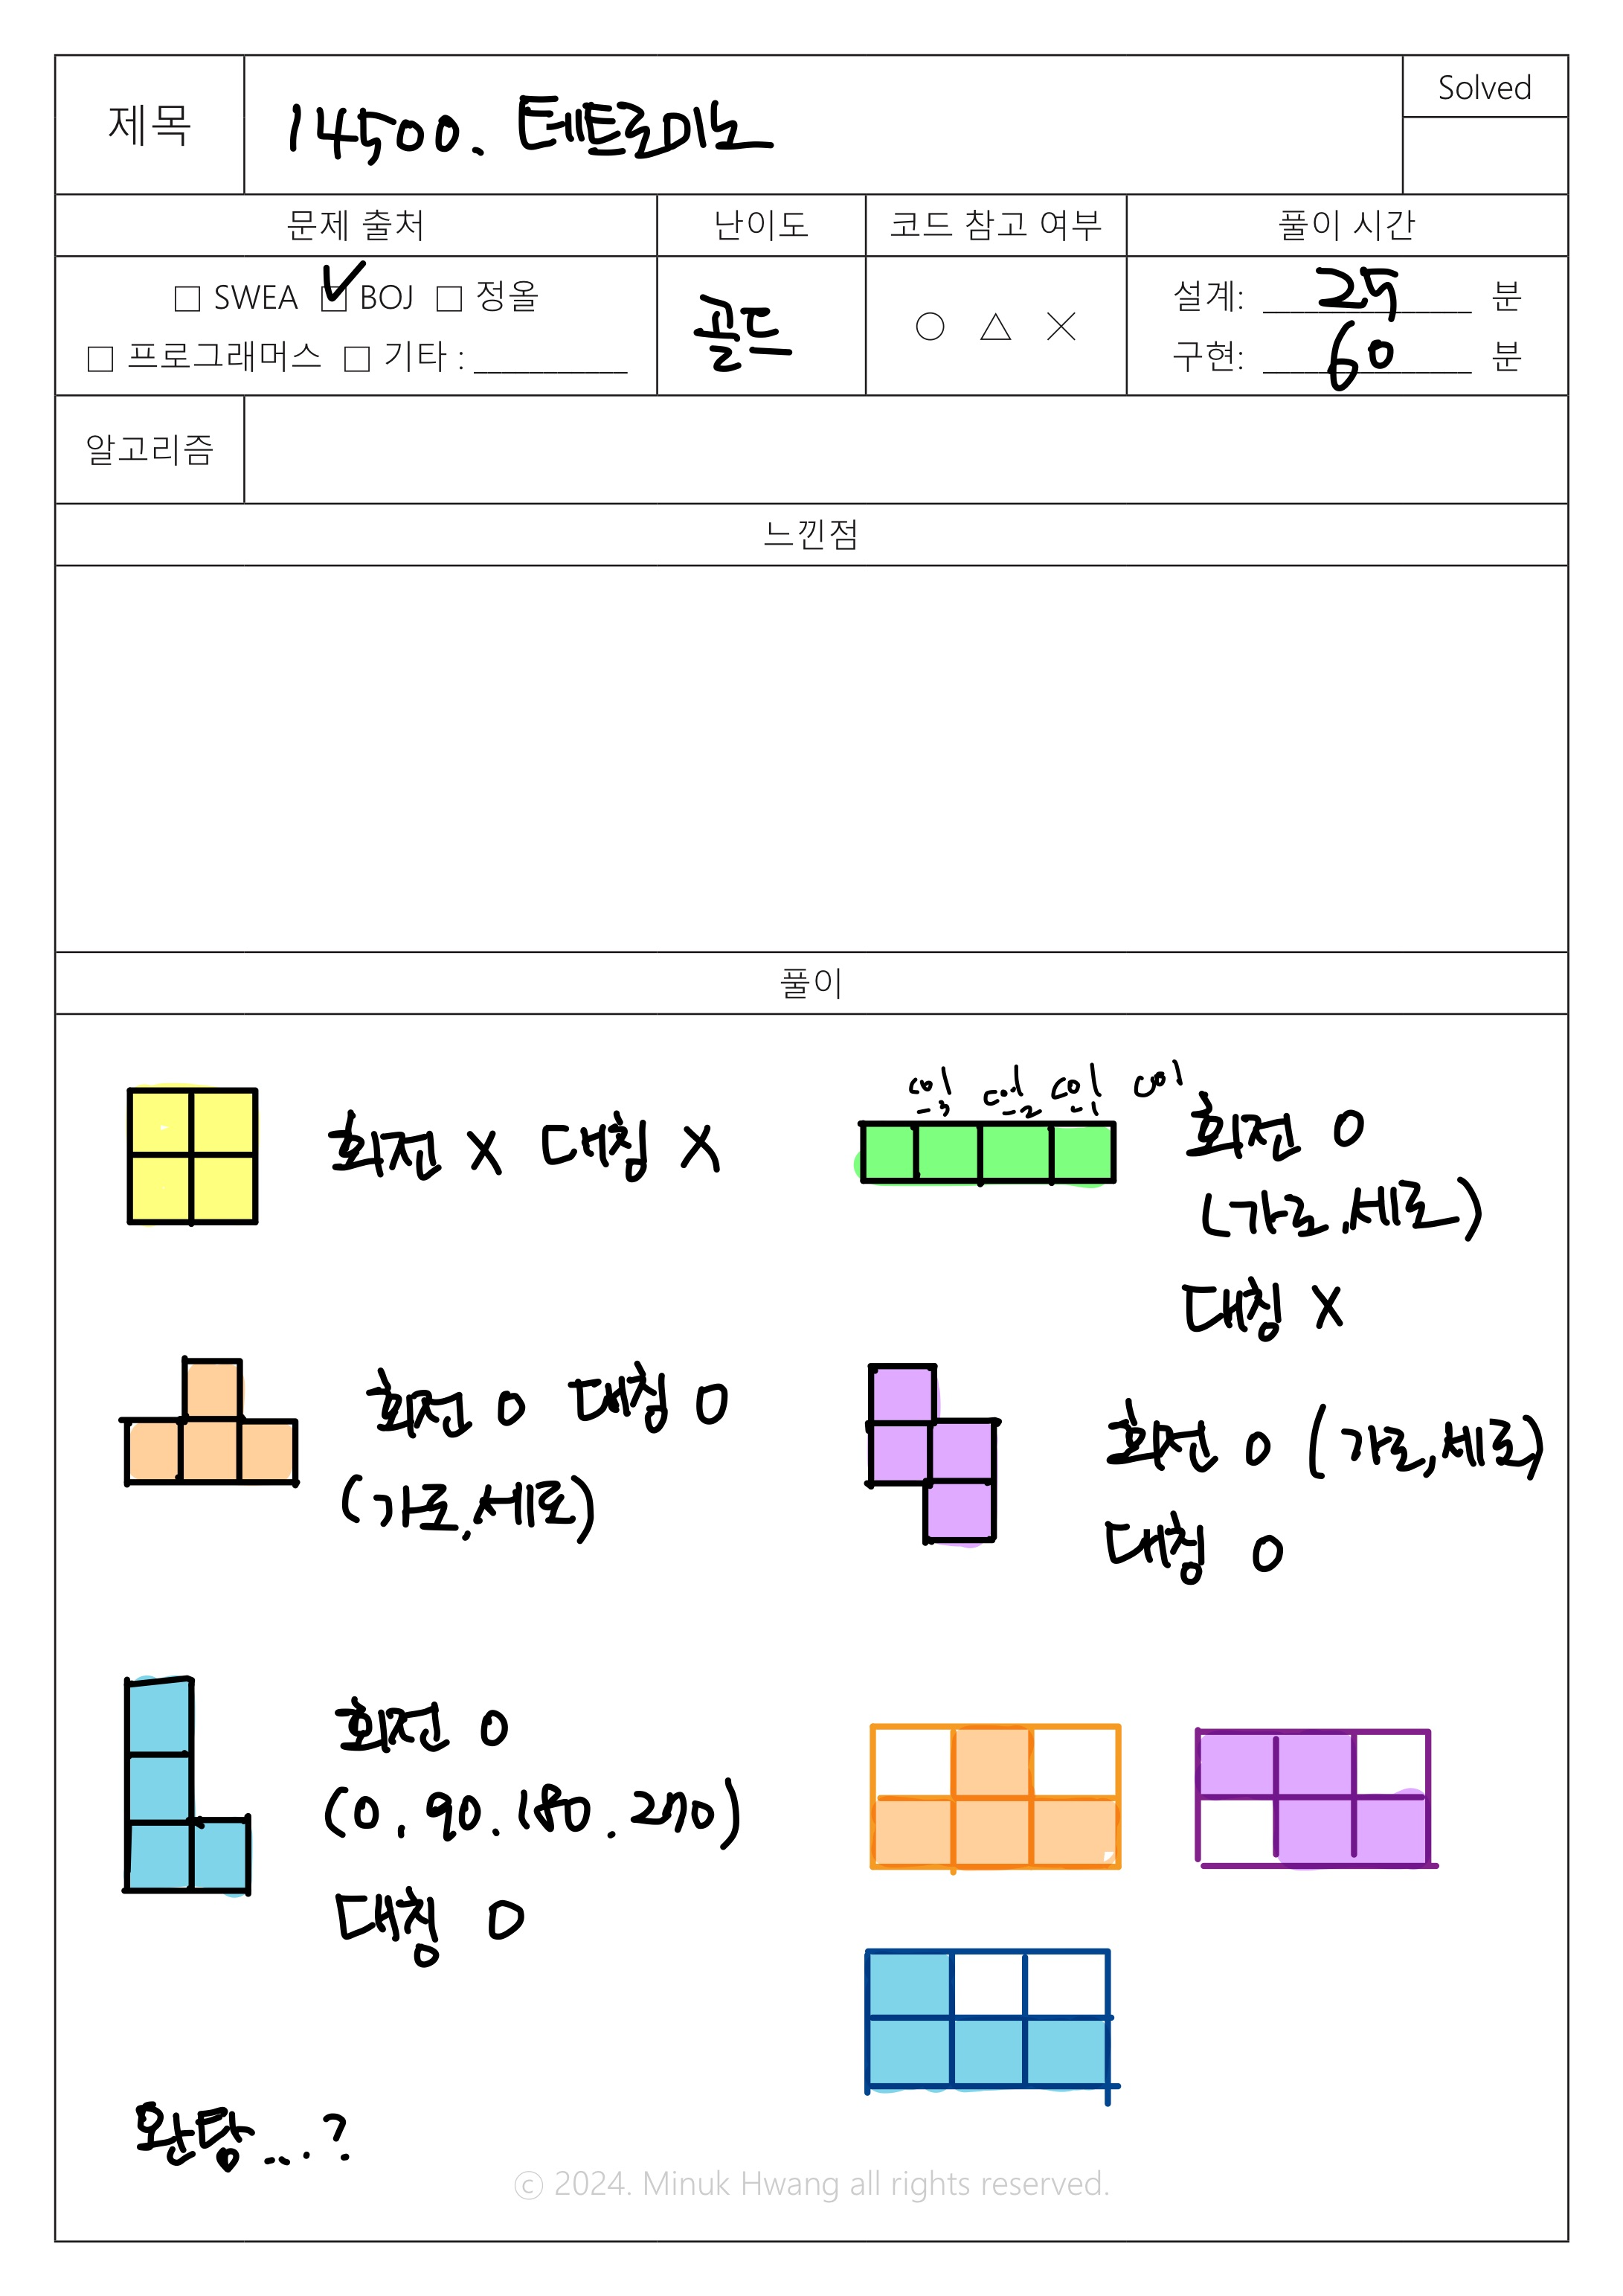 제목 14500. 테트로미노 Solved
문제 출처 난이도 코드 참고 여부 풀이 시간
□ SWEA ☑ BOJ □ 정올
□ 프로그래머스 □ 기타 : __________
골드
○ △ ×
설계: 25 분
구현: 60 분
알고리즘
느낀점
풀이
회전 X 대칭 X
-3 -2 -1
회전 O
(가로, 세로)
대칭 X
회전 O 대칭 O
(가로, 세로)
회전 O (가로, 세로)
대칭 O
회전 O
(0. 90. 180. 270)
대칭 O
완탐...?
© 2024. Minuk Hwang all rights reserved.